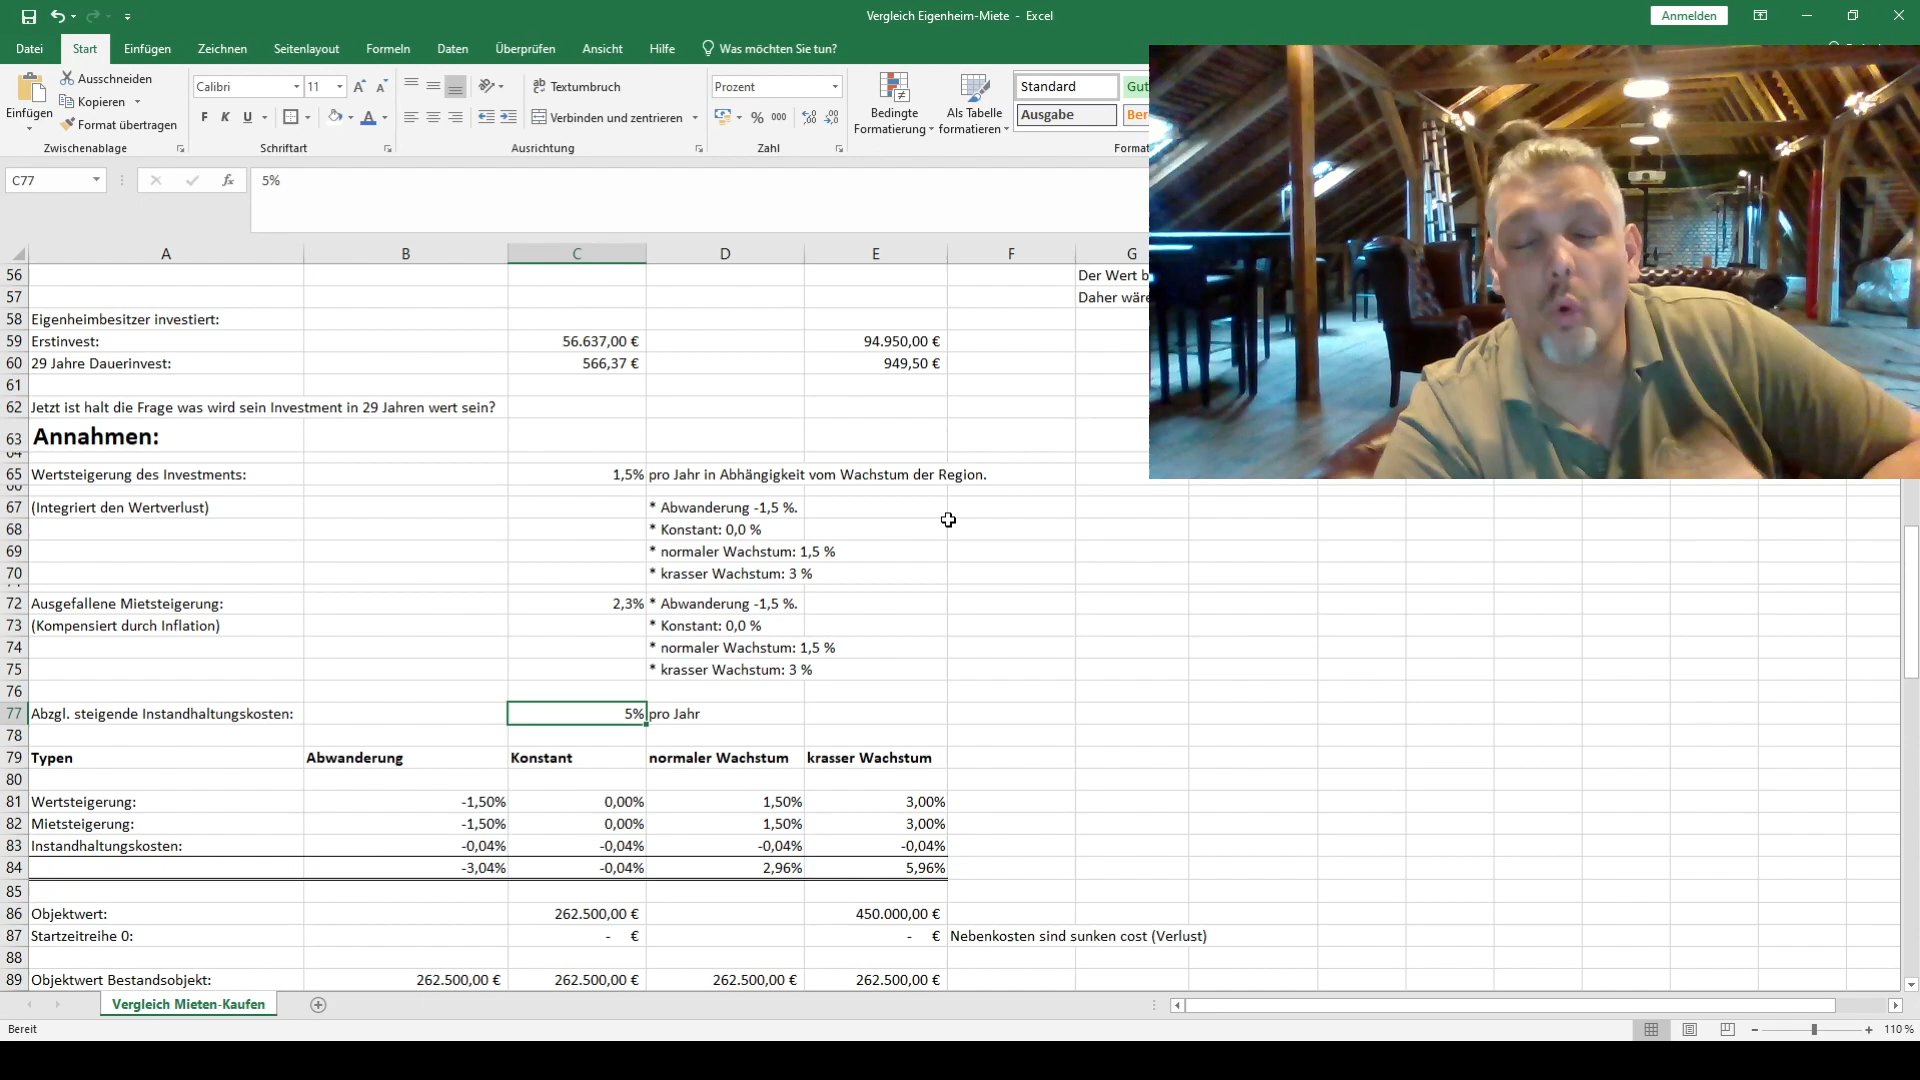 Vergleich Eigenheim-Miete - Excel
Anmelden
Datei Start Einfügen Zeichnen Seitenlayout Formeln Daten Überprüfen Ansicht Hilfe Was möchten Sie tun?
Einfügen
Ausschneiden
Kopieren
Format übertragen
Zwischenablage
Calibri 11
F K U
Schriftart
Textumbruch
Verbinden und zentrieren
Ausrichtung
Prozent
% 000
Zahl
Bedingte Formatierung
Als Tabelle formatieren
Standard Gut
Ausgabe Ber
Format
C77 fx 5%
A B C D E F G
56 Der Wert b
57 Daher wäre
58 Eigenheimbesitzer investiert:
59 Erstinvest: 56.637,00 € 94.950,00 €
60 29 Jahre Dauerinvest: 566,37 € 949,50 €
61
62 Jetzt ist halt die Frage was wird sein Investment in 29 Jahren wert sein?
63 Annahmen:
65 Wertsteigerung des Investments: 1,5% pro Jahr in Abhängigkeit vom Wachstum der Region.
67 (Integriert den Wertverlust) * Abwanderung -1,5 %.
68 * Konstant: 0,0 %
69 * normaler Wachstum: 1,5 %
70 * krasser Wachstum: 3 %
72 Ausgefallene Mietsteigerung: 2,3% * Abwanderung -1,5 %.
73 (Kompensiert durch Inflation) * Konstant: 0,0 %
74 * normaler Wachstum: 1,5 %
75 * krasser Wachstum: 3 %
76
77 Abzgl. steigende Instandhaltungskosten: 5% pro Jahr
78
79 Typen Abwanderung Konstant normaler Wachstum krasser Wachstum
80
81 Wertsteigerung: -1,50% 0,00% 1,50% 3,00%
82 Mietsteigerung: -1,50% 0,00% 1,50% 3,00%
83 Instandhaltungskosten: -0,04% -0,04% -0,04% -0,04%
84 -3,04% -0,04% 2,96% 5,96%
85
86 Objektwert: 262.500,00 € 450.000,00 €
87 Startzeitreihe 0: - € - € Nebenkosten sind sunken cost (Verlust)
88
89 Objektwert Bestandsobjekt: 262.500,00 € 262.500,00 € 262.500,00 € 262.500,00 €
Vergleich Mieten-Kaufen
Bereit
110 %